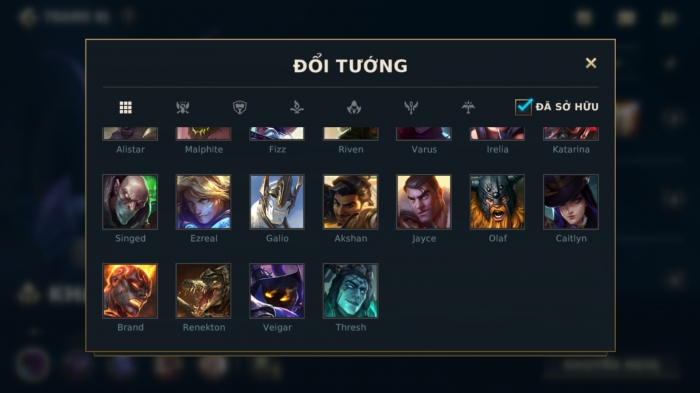 ĐỔI TƯỚNG
ĐÃ SỞ HỮU
Alistar Malphite Fizz Riven Varus Irelia Katarina
Singed Ezreal Galio Akshan Jayce Olaf Caitlyn
Brand Renekton Veigar Thresh